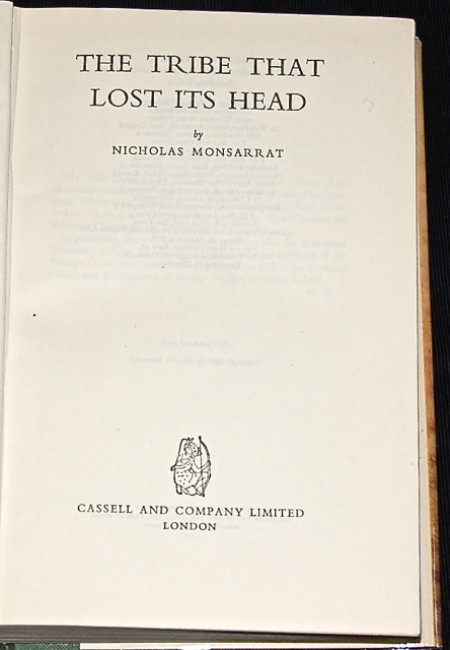 THE TRIBE THAT
LOST ITS HEAD
by
NICHOLAS MONSARRAT
CASSELL AND COMPANY LIMITED
LONDON